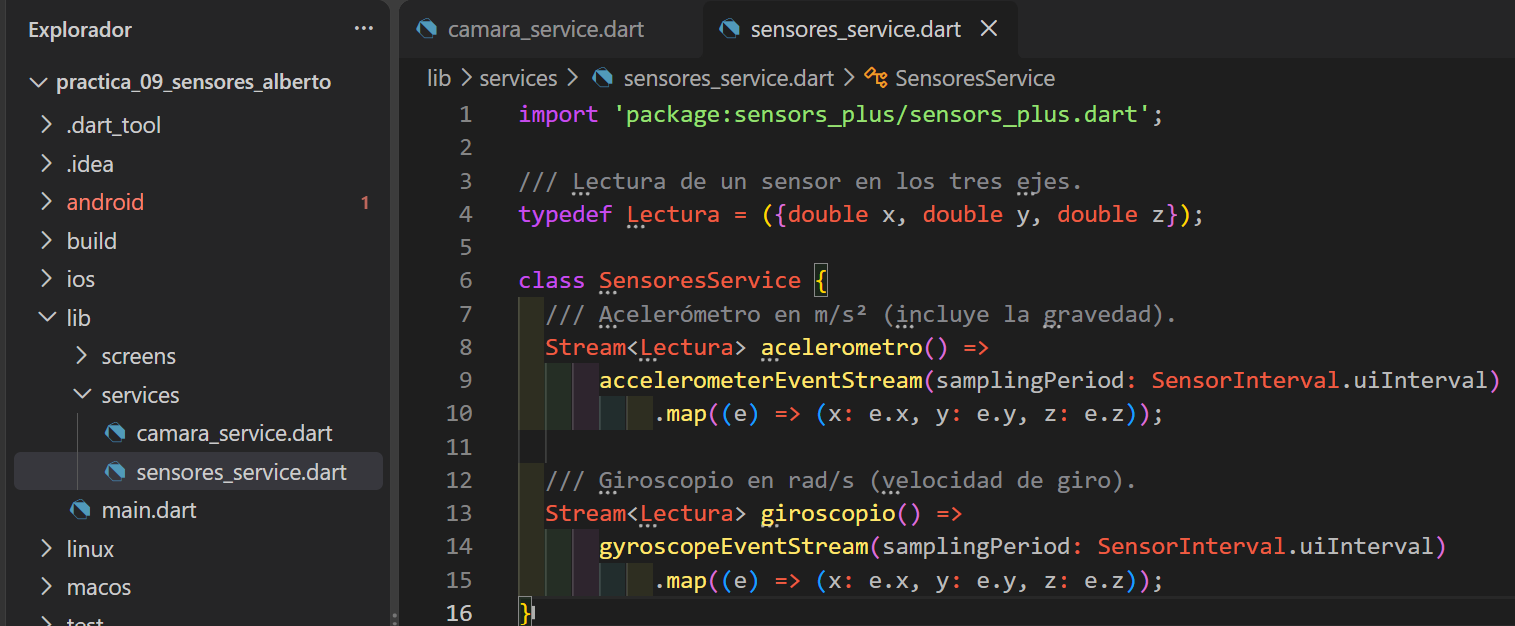 Explorador
practica_09_sensores_alberto
.dart_tool
.idea
android 1
build
ios
lib
screens
services
camara_service.dart
sensores_service.dart
main.dart
linux
macos
test
camara_service.dart sensores_service.dart
lib services sensores_service.dart SensoresService
1 import 'package:sensors_plus/sensors_plus.dart';
2
3 /// Lectura de un sensor en los tres ejes.
4 typedef Lectura = ({double x, double y, double z});
5
6 class SensoresService {
7 /// Acelerómetro en m/s² (incluye la gravedad).
8 Stream<Lectura> acelerometro() =>
9 accelerometerEventStream(samplingPeriod: SensorInterval.uiInterval)
10 .map((e) => (x: e.x, y: e.y, z: e.z));
11
12 /// Giroscopio en rad/s (velocidad de giro).
13 Stream<Lectura> giroscopio() =>
14 gyroscopeEventStream(samplingPeriod: SensorInterval.uiInterval)
15 .map((e) => (x: e.x, y: e.y, z: e.z));
16 }